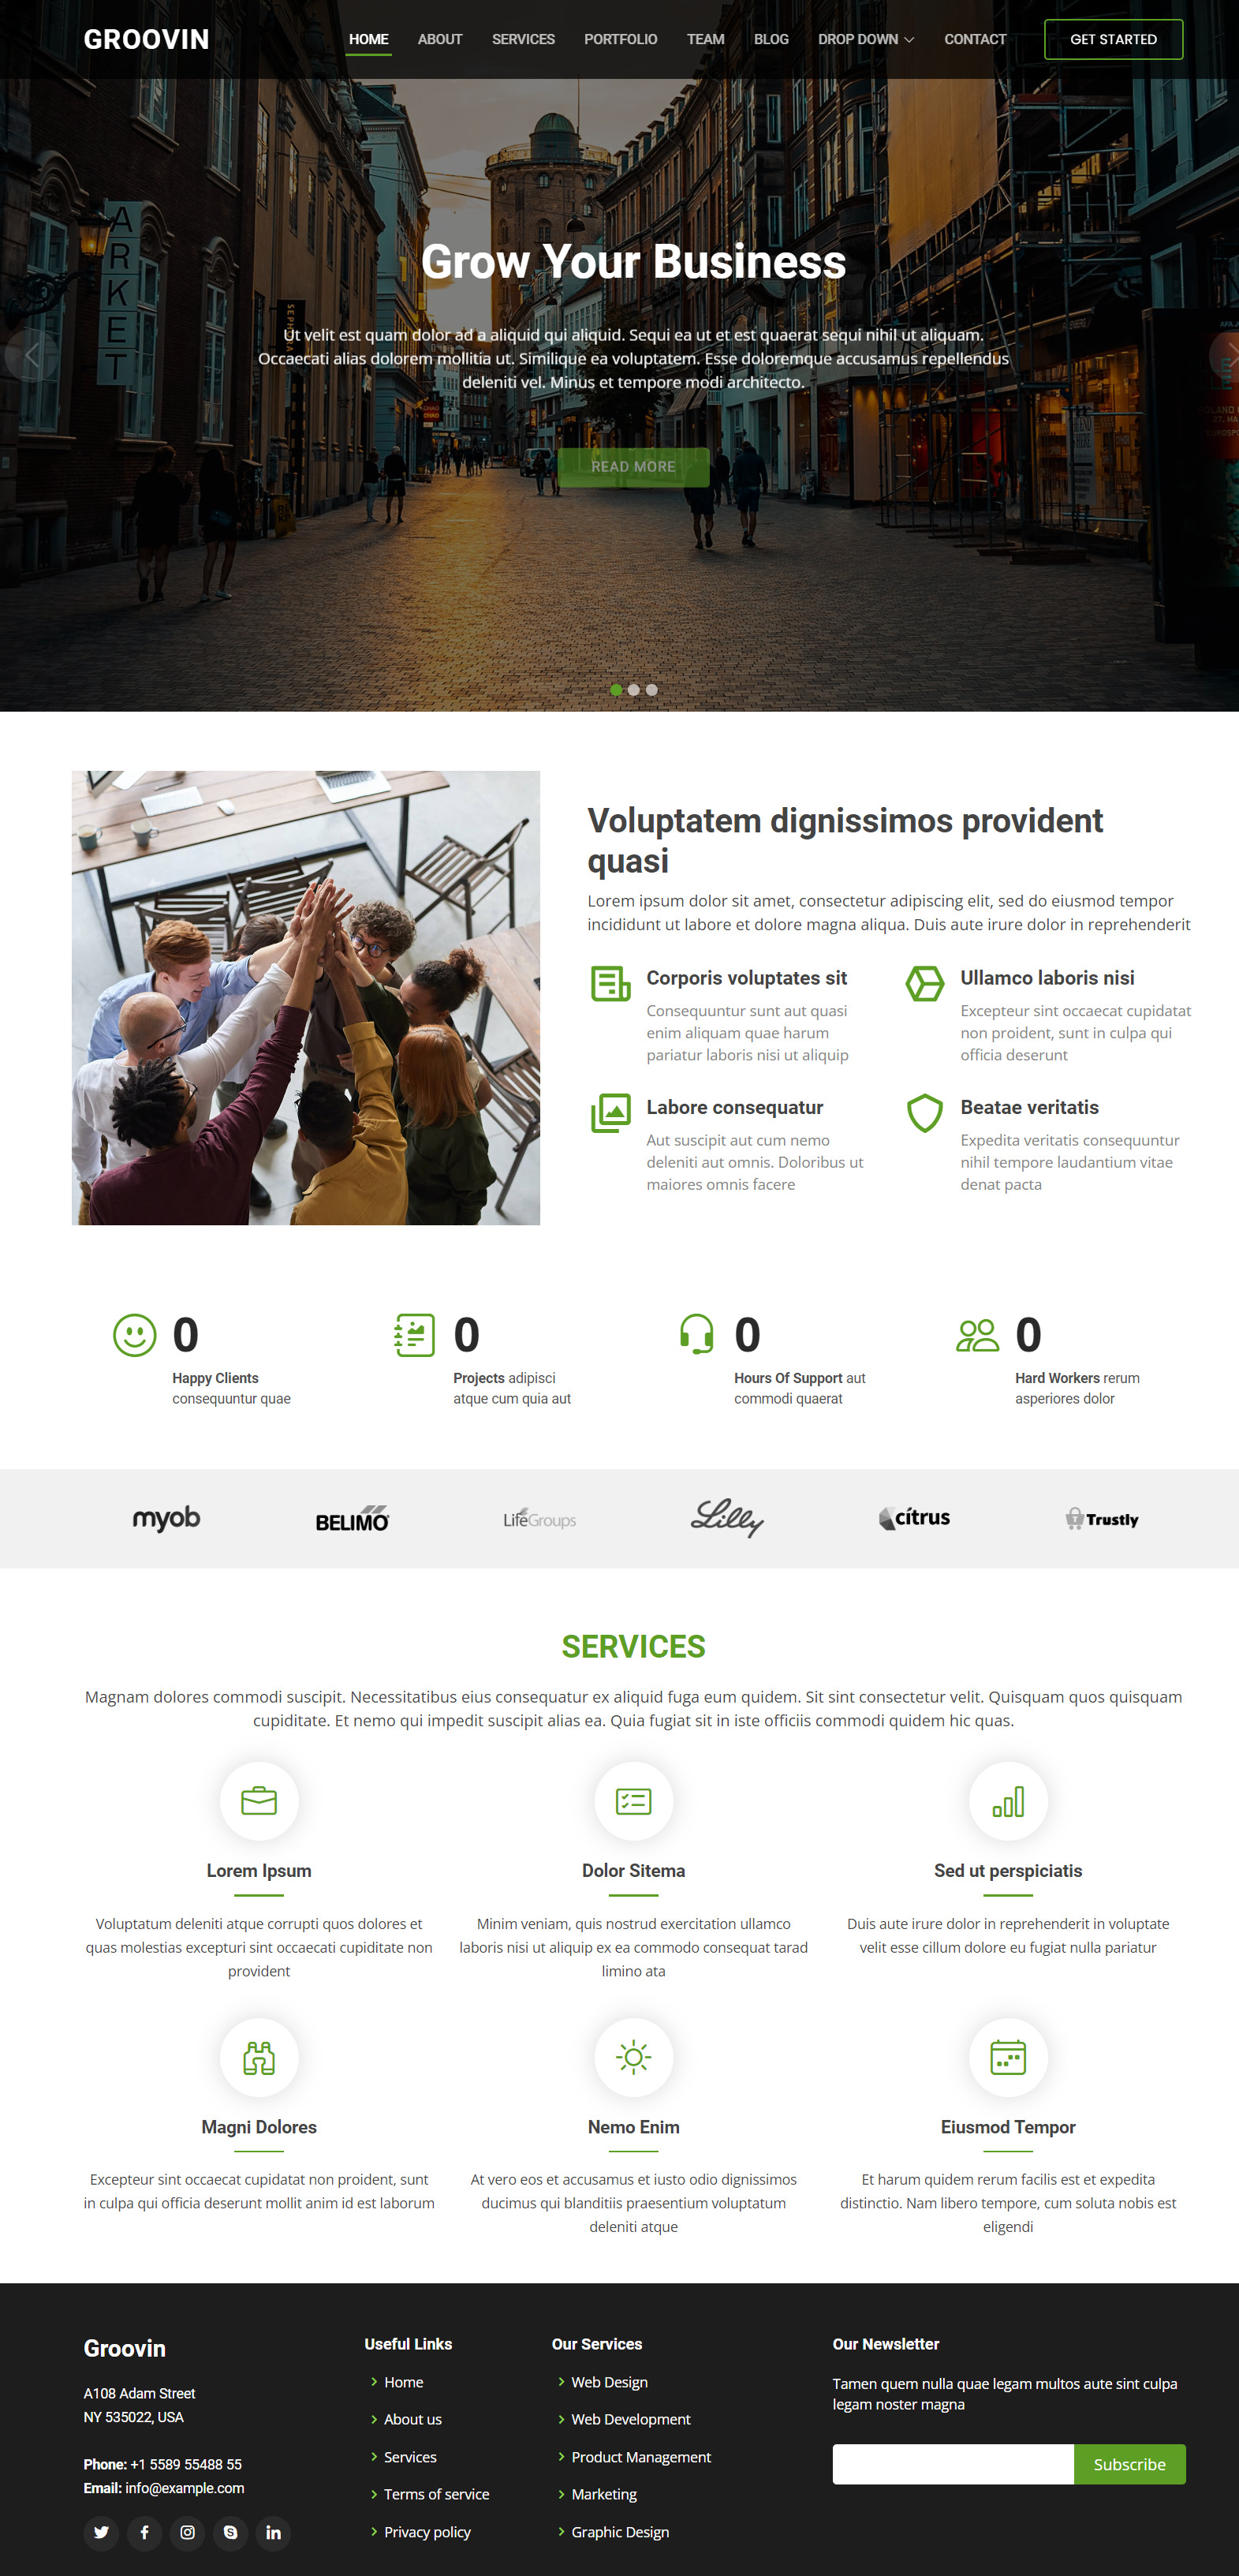 GROOVIN
HOME ABOUT SERVICES PORTFOLIO TEAM BLOG DROP DOWN CONTACT GET STARTED
ARKET
SEPHORA
Grow Your Business
Ut velit est quam dolor ad a aliquid qui aliquid. Sequi ea ut et est quaerat sequi nihil ut aliquam.
Occaecati alias dolorem mollitia ut. Similique ea voluptatem. Esse doloremque accusamus repellendus
deleniti vel. Minus et tempore modi architecto.
READ MORE
Voluptatem dignissimos provident
quasi
Lorem ipsum dolor sit amet, consectetur adipiscing elit, sed do eiusmod tempor
incididunt ut labore et dolore magna aliqua. Duis aute irure dolor in reprehenderit
Corporis voluptates sit
Consequuntur sunt aut quasi
enim aliquam quae harum
pariatur laboris nisi ut aliquip
Ullamco laboris nisi
Excepteur sint occaecat cupidatat
non proident, sunt in culpa qui
officia deserunt
Labore consequatur
Aut suscipit aut cum nemo
deleniti aut omnis. Doloribus ut
maiores omnis facere
Beatae veritatis
Expedita veritatis consequuntur
nihil tempore laudantium vitae
denat pacta
0
Happy Clients
consequuntur quae
0
Projects adipisci
atque cum quia aut
0
Hours Of Support aut
commodi quaerat
0
Hard Workers rerum
asperiores dolor
myob
BELIMO
LifeGroups
Lilly
citrus
Trustly
SERVICES
Magnam dolores commodi suscipit. Necessitatibus eius consequatur ex aliquid fuga eum quidem. Sit sint consectetur velit. Quisquam quos quisquam
cupiditate. Et nemo qui impedit suscipit alias ea. Quia fugiat sit in iste officiis commodi quidem hic quas.
Lorem Ipsum
Voluptatum deleniti atque corrupti quos dolores et
quas molestias excepturi sint occaecati cupiditate non
provident
Dolor Sitema
Minim veniam, quis nostrud exercitation ullamco
laboris nisi ut aliquip ex ea commodo consequat tarad
limino ata
Sed ut perspiciatis
Duis aute irure dolor in reprehenderit in voluptate
velit esse cillum dolore eu fugiat nulla pariatur
Magni Dolores
Excepteur sint occaecat cupidatat non proident, sunt
in culpa qui officia deserunt mollit anim id est laborum
Nemo Enim
At vero eos et accusamus et iusto odio dignissimos
ducimus qui blanditiis praesentium voluptatum
deleniti atque
Eiusmod Tempor
Et harum quidem rerum facilis est et expedita
distinctio. Nam libero tempore, cum soluta nobis est
eligendi
Groovin
A108 Adam Street
NY 535022, USA
Phone: +1 5589 55488 55
Email: info@example.com
Useful Links
Home
About us
Services
Terms of service
Privacy policy
Our Services
Web Design
Web Development
Product Management
Marketing
Graphic Design
Our Newsletter
Tamen quem nulla quae legam multos aute sint culpa
legam noster magna
Subscribe